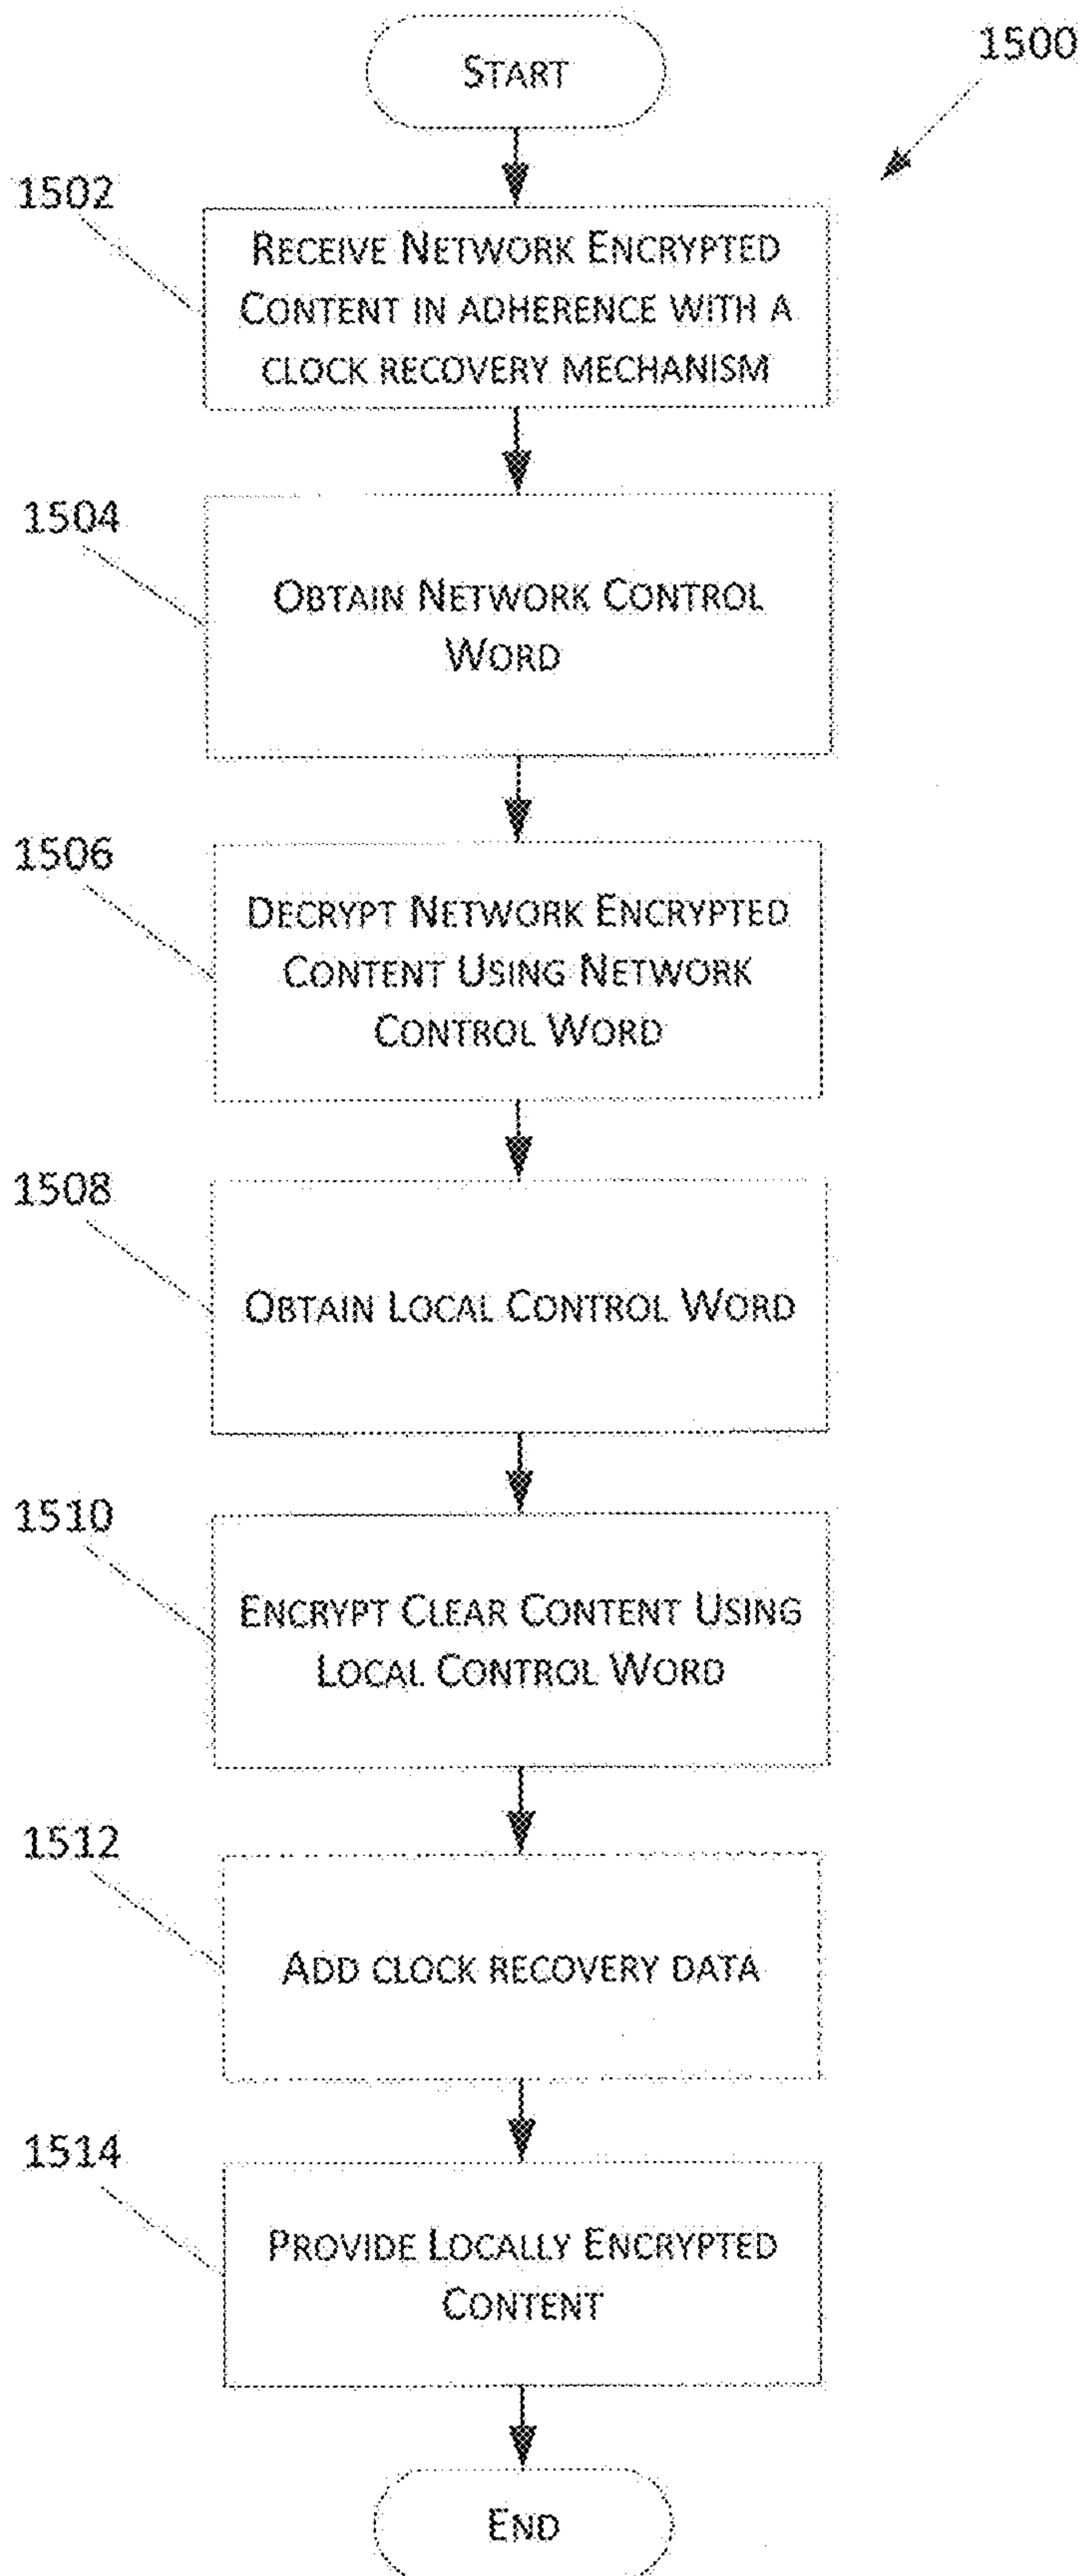 START
1500
1502
RECEIVE NETWORK ENCRYPTED
CONTENT IN ADHERENCE WITH A
CLOCK RECOVERY MECHANISM
1504
OBTAIN NETWORK CONTROL
WORD
1506
DECRYPT NETWORK ENCRYPTED
CONTENT USING NETWORK
CONTROL WORD
1508
OBTAIN LOCAL CONTROL WORD
1510
ENCRYPT CLEAR CONTENT USING
LOCAL CONTROL WORD
1512
ADD CLOCK RECOVERY DATA
1514
PROVIDE LOCALLY ENCRYPTED
CONTENT
END